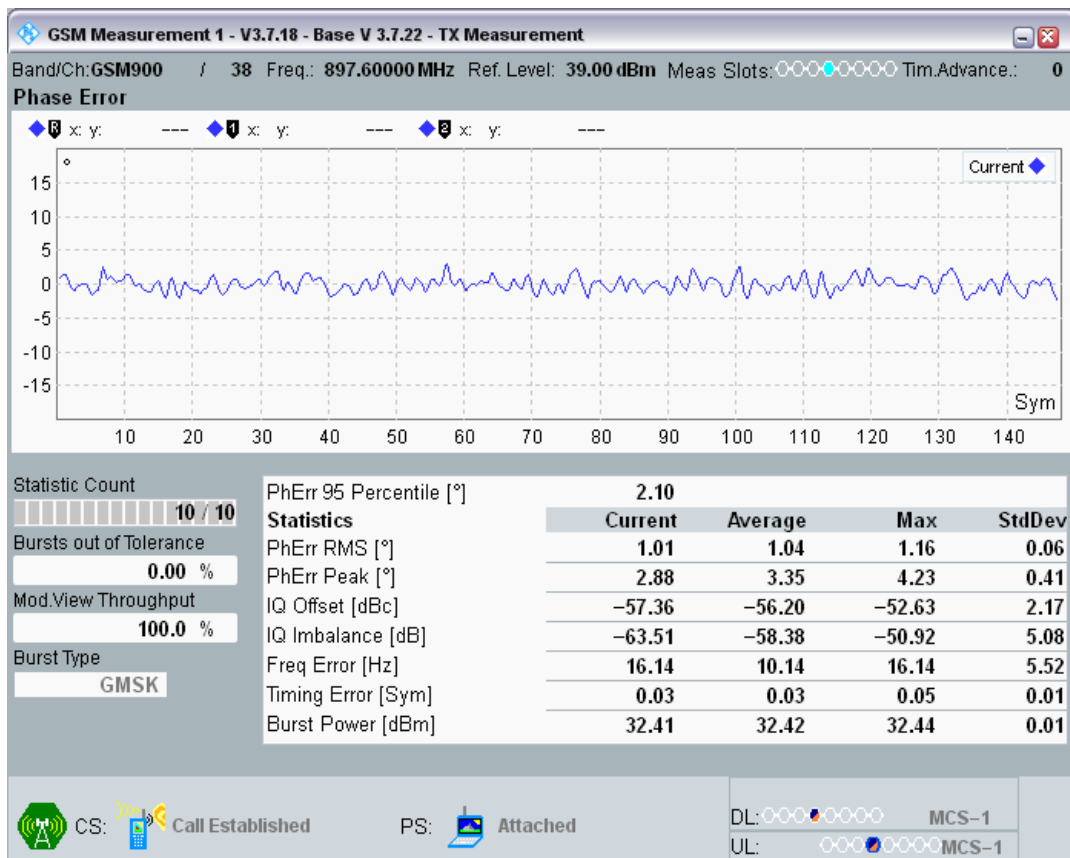 GSM Measurement 1 - V3.7.18 - Base V 3.7.22 - TX Measurement
Band/Ch:GSM900 / 38 Freq.: 897.60000 MHz Ref. Level: 39.00 dBm Meas Slots: Tim.Advance.: 0
Phase Error
R x: y: --- 1 x: y: --- 2 x: y: ---
° Current
15
10
5
0
-5
-10
-15
Sym
10 20 30 40 50 60 70 80 90 100 110 120 130 140
Statistic Count
10 / 10
Bursts out of Tolerance
0.00 %
Mod.View Throughput
100.0 %
Burst Type
GMSK
PhErr 95 Percentile [°] 2.10
Statistics Current Average Max StdDev
PhErr RMS [°] 1.01 1.04 1.16 0.06
PhErr Peak [°] 2.88 3.35 4.23 0.41
IQ Offset [dBc] −57.36 −56.20 −52.63 2.17
IQ Imbalance [dB] −63.51 −58.38 −50.92 5.08
Freq Error [Hz] 16.14 10.14 16.14 5.52
Timing Error [Sym] 0.03 0.03 0.05 0.01
Burst Power [dBm] 32.41 32.42 32.44 0.01
CS: Call Established PS: Attached
DL: MCS−1
UL: MCS−1